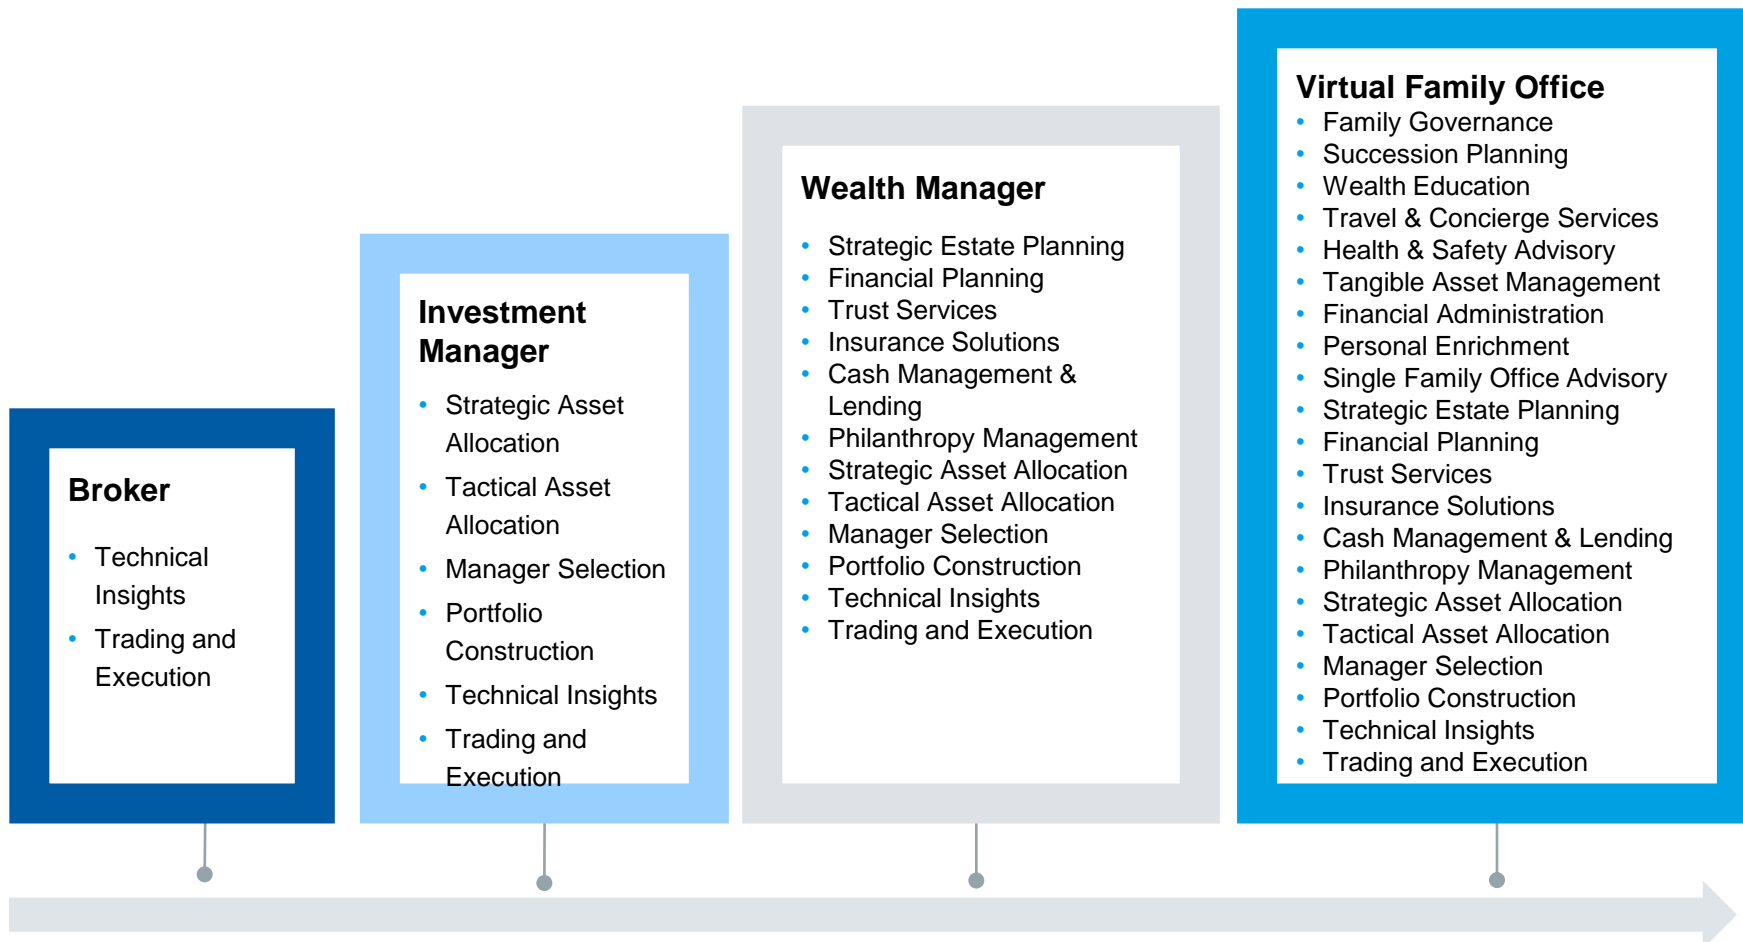 Broker
• Technical
Insights
• Trading and
Execution
Investment
Manager
• Strategic Asset
Allocation
• Tactical Asset
Allocation
• Manager Selection
• Portfolio
Construction
• Technical Insights
• Trading and
Execution
Wealth Manager
• Strategic Estate Planning
• Financial Planning
• Trust Services
• Insurance Solutions
• Cash Management &
Lending
• Philanthropy Management
• Strategic Asset Allocation
• Tactical Asset Allocation
• Manager Selection
• Portfolio Construction
• Technical Insights
• Trading and Execution
Virtual Family Office
• Family Governance
• Succession Planning
• Wealth Education
• Travel & Concierge Services
• Health & Safety Advisory
• Tangible Asset Management
• Financial Administration
• Personal Enrichment
• Single Family Office Advisory
• Strategic Estate Planning
• Financial Planning
• Trust Services
• Insurance Solutions
• Cash Management & Lending
• Philanthropy Management
• Strategic Asset Allocation
• Tactical Asset Allocation
• Manager Selection
• Portfolio Construction
• Technical Insights
• Trading and Execution